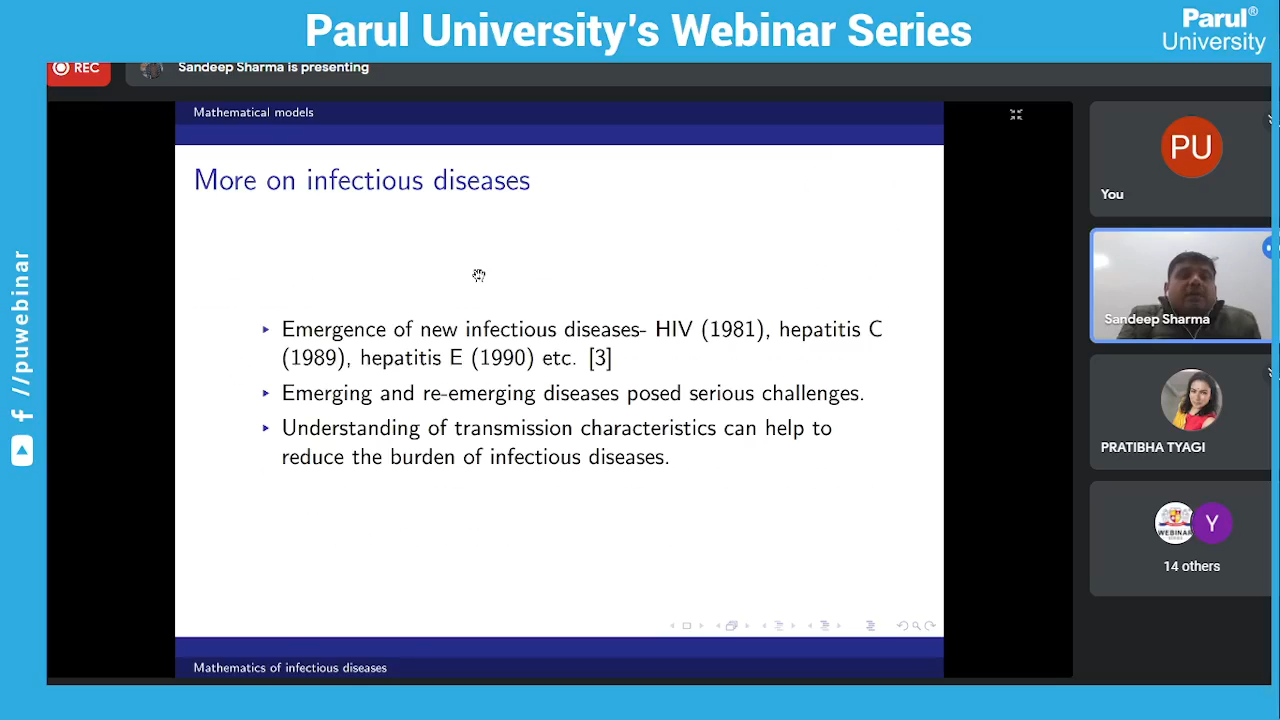 Parul University's Webinar Series
Parul®
University
REC
Sandeep Sharma is presenting
Mathematical models
More on infectious diseases
Emergence of new infectious diseases- HIV (1981), hepatitis C
(1989), hepatitis E (1990) etc. [3]
Emerging and re-emerging diseases posed serious challenges.
Understanding of transmission characteristics can help to
reduce the burden of infectious diseases.
Mathematics of infectious diseases
PU
You
Sandeep Sharma
PRATIBHA TYAGI
WEBINAR
Y
14 others
//puwebinar